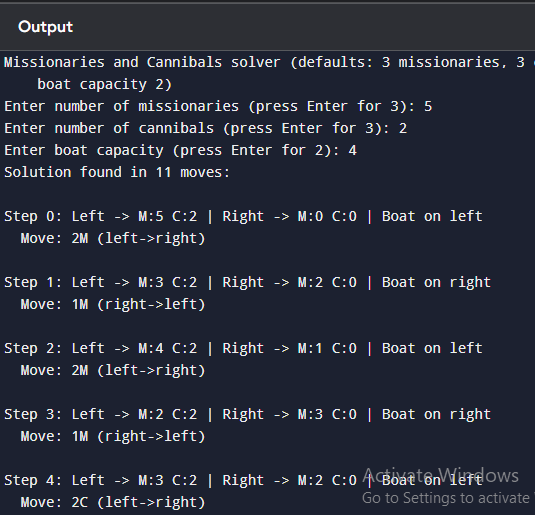 Output
Missionaries and Cannibals solver (defaults: 3 missionaries, 3
boat capacity 2)
Enter number of missionaries (press Enter for 3): 5
Enter number of cannibals (press Enter for 3): 2
Enter boat capacity (press Enter for 2): 4
Solution found in 11 moves:
Step 0: Left -> M:5 C:2 | Right -> M:0 C:0 | Boat on left
Move: 2M (left->right)
Step 1: Left -> M:3 C:2 | Right -> M:2 C:0 | Boat on right
Move: 1M (right->left)
Step 2: Left -> M:4 C:2 | Right -> M:1 C:0 | Boat on left
Move: 2M (left->right)
Step 3: Left -> M:2 C:2 | Right -> M:3 C:0 | Boat on right
Move: 1M (right->left)
Step 4: Left -> M:3 C:2 | Right -> M:2 C:0 | Boat on left
Move: 2C (left->right)
Activate Windows
Go to Settings to activate